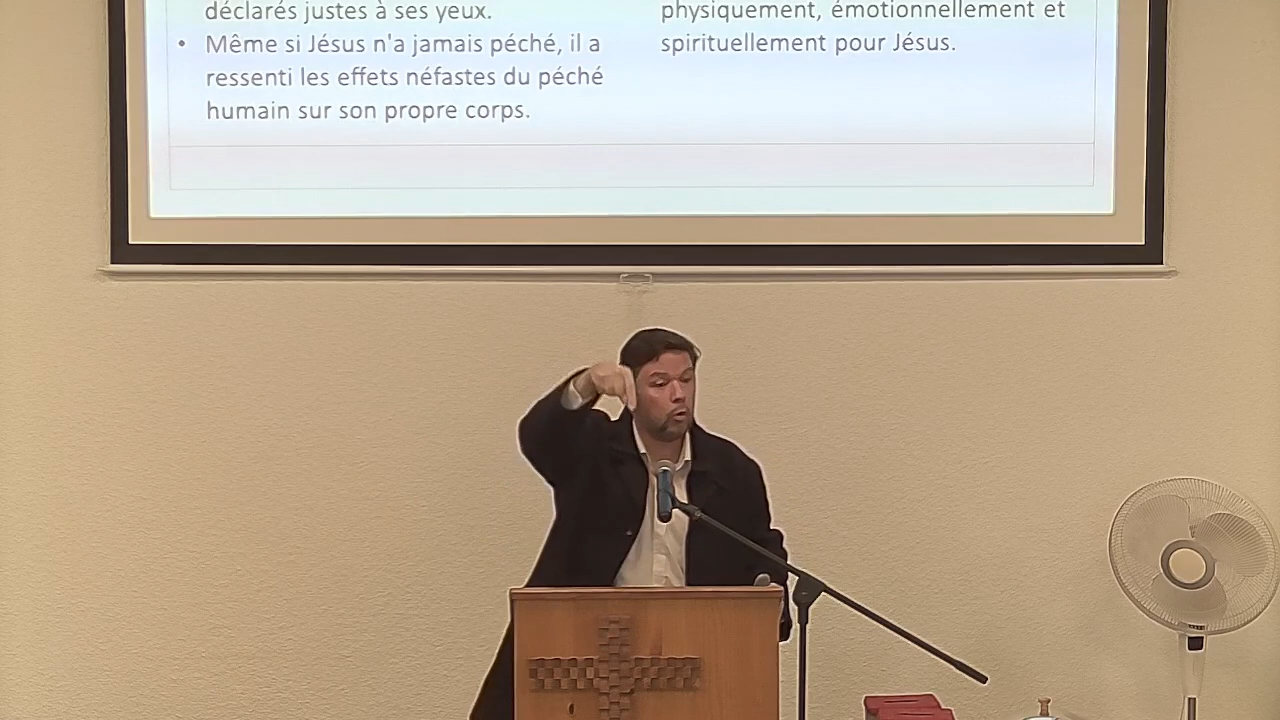 déclarés justes à ses yeux.
• Même si Jésus n'a jamais péché, il a
ressenti les effets néfastes du péché
humain sur son propre corps.
physiquement, émotionnellement et
spirituellement pour Jésus.